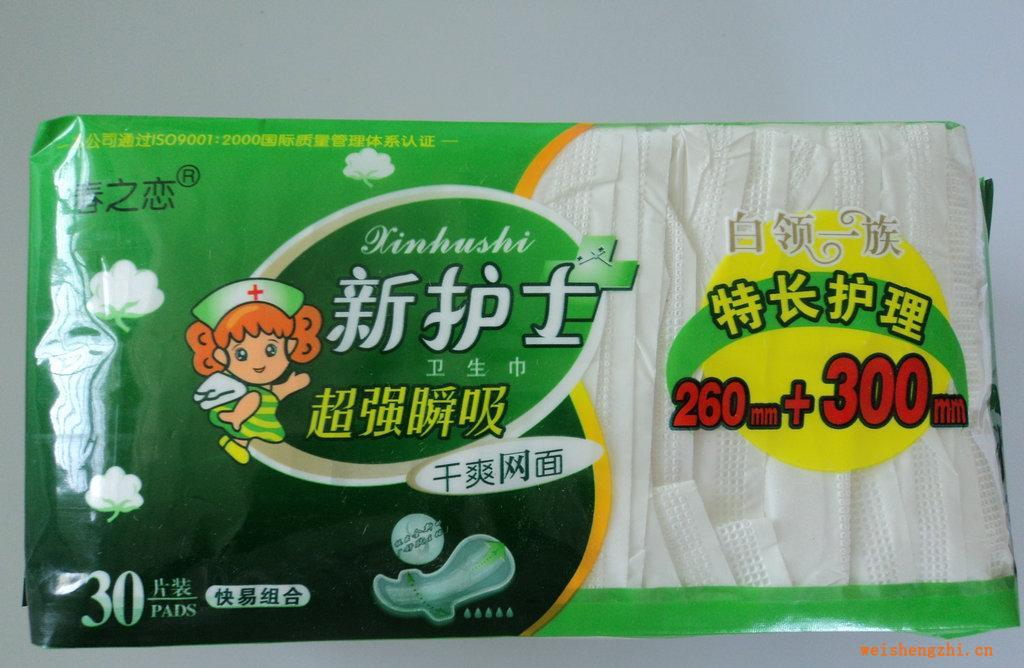 公司通过ISO9001:2000国际质量管理体系认证
春之恋®
Xinhushi
新护士
卫生巾
超强瞬吸
干爽网面
30片装
PADS
快易组合
白领一族
特长护理
260mm+300mm
weishengzhi.cn